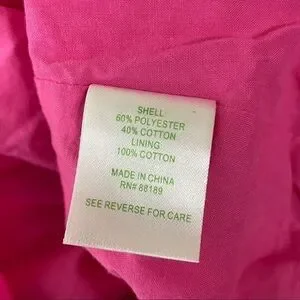 SHELL
60% POLYESTER
40% COTTON
LINING
100% COTTON
MADE IN CHINA
RN# 88189
SEE REVERSE FOR CARE